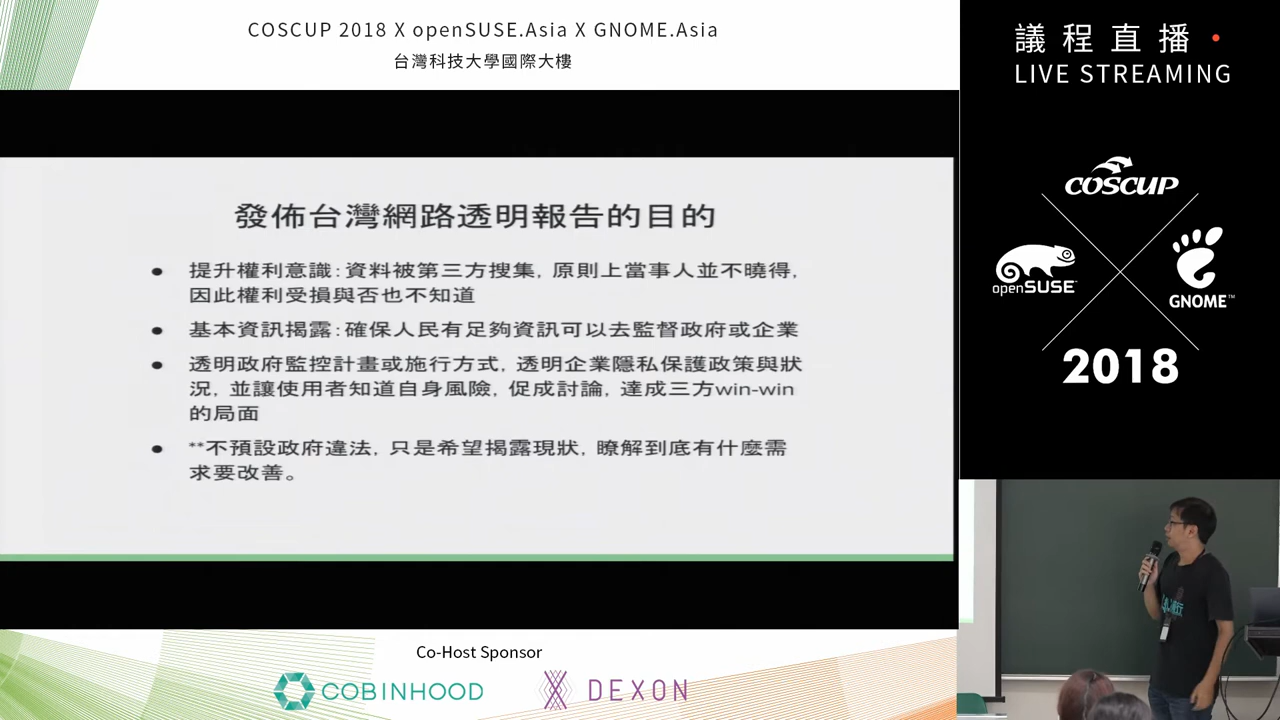 COSCUP 2018 X openSUSE.Asia X GNOME.Asia
台灣科技大學國際大樓
發佈台灣網路透明報告的目的
● 提升權利意識：資料被第三方搜集，原則上當事人並不曉得，
因此權利受損與否也不知道
● 基本資訊揭露：確保人民有足夠資訊可以去監督政府或企業
● 透明政府監控計畫或施行方式，透明企業隱私保護政策與狀
況，並讓使用者知道自身風險，促成討論，達成三方win-win
的局面
● **不預設政府違法，只是希望揭露現狀，瞭解到底有什麼需
求要改善。
Co-Host Sponsor
COBINHOOD
DEXON
議程直播
LIVE STREAMING
COSCUP
openSUSE
GNOME™
2018